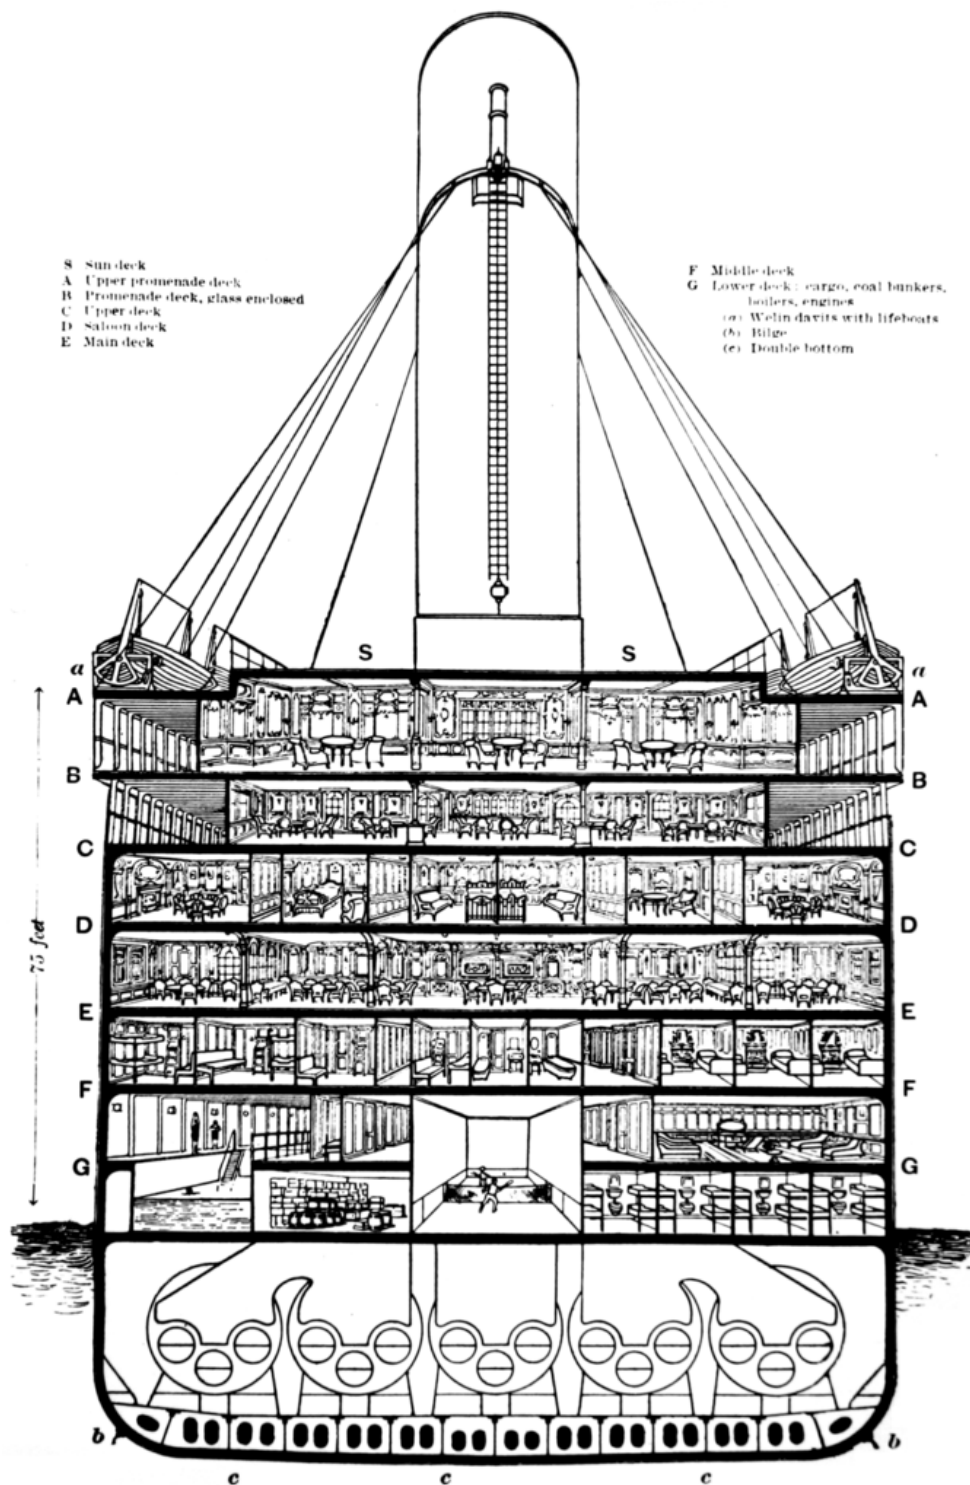 S Sun deck
A Upper promenade deck
B Promenade deck, glass enclosed
C Upper deck
D Saloon deck
E Main deck
F Middle deck
G Lower deck: cargo, coal bunkers,
boilers, engines
(a) Welin davits with lifeboats
(b) Bilge
(c) Double bottom
S S
a a
A A
B B
C C
D D
75 feet
E E
F F
G G
b b
c c c